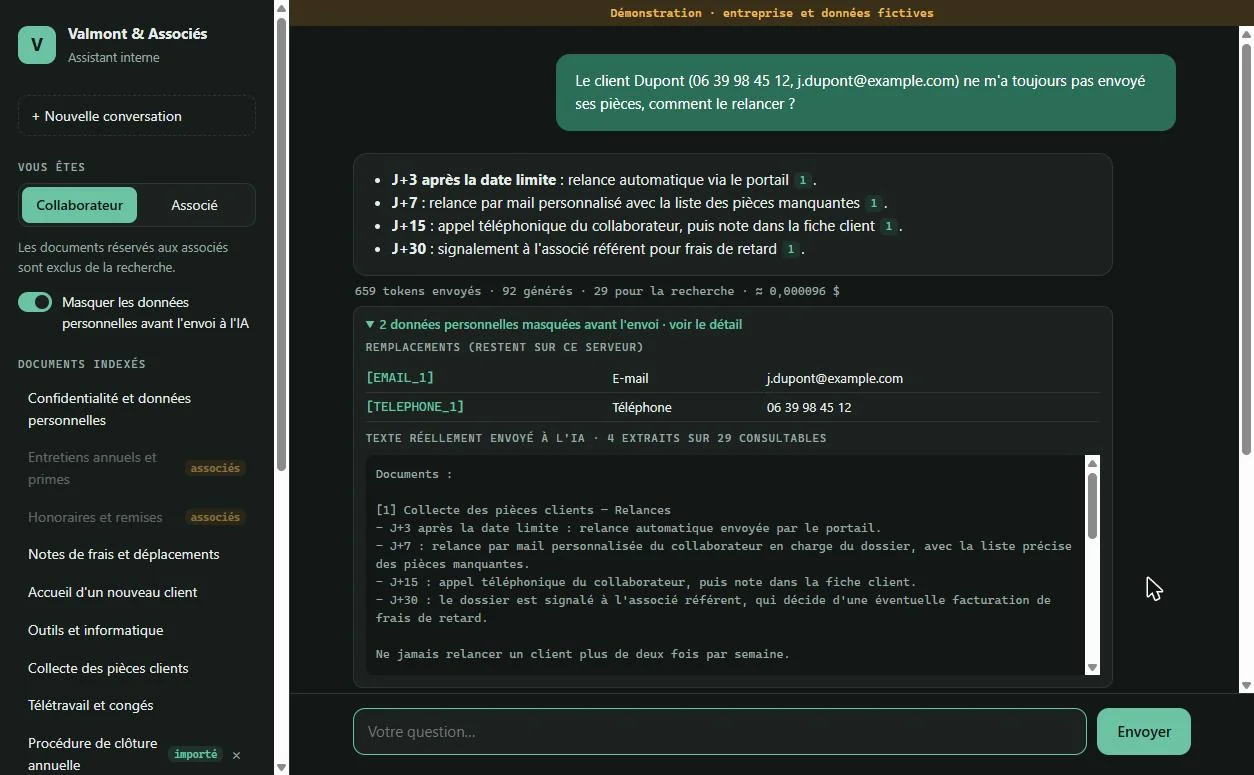 Démonstration · entreprise et données fictives
V
Valmont & Associés
Assistant interne
+ Nouvelle conversation
VOUS ÊTES
Collaborateur
Associé
Les documents réservés aux associés
sont exclus de la recherche.
Masquer les données
personnelles avant l'envoi à l'IA
DOCUMENTS INDEXÉS
Confidentialité et données
personnelles
Entretiens annuels et
primes
associés
Honoraires et remises
associés
Notes de frais et déplacements
Accueil d'un nouveau client
Outils et informatique
Collecte des pièces clients
Télétravail et congés
Procédure de clôture
annuelle
importé ×
Le client Dupont (06 39 98 45 12, j.dupont@example.com) ne m'a toujours pas envoyé
ses pièces, comment le relancer ?
• J+3 après la date limite : relance automatique via le portail 1 .
• J+7 : relance par mail personnalisé avec la liste des pièces manquantes 1 .
• J+15 : appel téléphonique du collaborateur, puis note dans la fiche client 1 .
• J+30 : signalement à l'associé référent pour frais de retard 1 .
659 tokens envoyés · 92 générés · 29 pour la recherche · ≈ 0,000096 $
▼ 2 données personnelles masquées avant l'envoi · voir le détail
REMPLACEMENTS (RESTENT SUR CE SERVEUR)
[EMAIL_1] E-mail j.dupont@example.com
[TELEPHONE_1] Téléphone 06 39 98 45 12
TEXTE RÉELLEMENT ENVOYÉ À L'IA · 4 EXTRAITS SUR 29 CONSULTABLES
Documents :
[1] Collecte des pièces clients — Relances
- J+3 après la date limite : relance automatique envoyée par le portail.
- J+7 : relance par mail personnalisée du collaborateur en charge du dossier, avec la liste précise
des pièces manquantes.
- J+15 : appel téléphonique du collaborateur, puis note dans la fiche client.
- J+30 : le dossier est signalé à l'associé référent, qui décide d'une éventuelle facturation de
frais de retard.
Ne jamais relancer un client plus de deux fois par semaine.
Votre question...
Envoyer